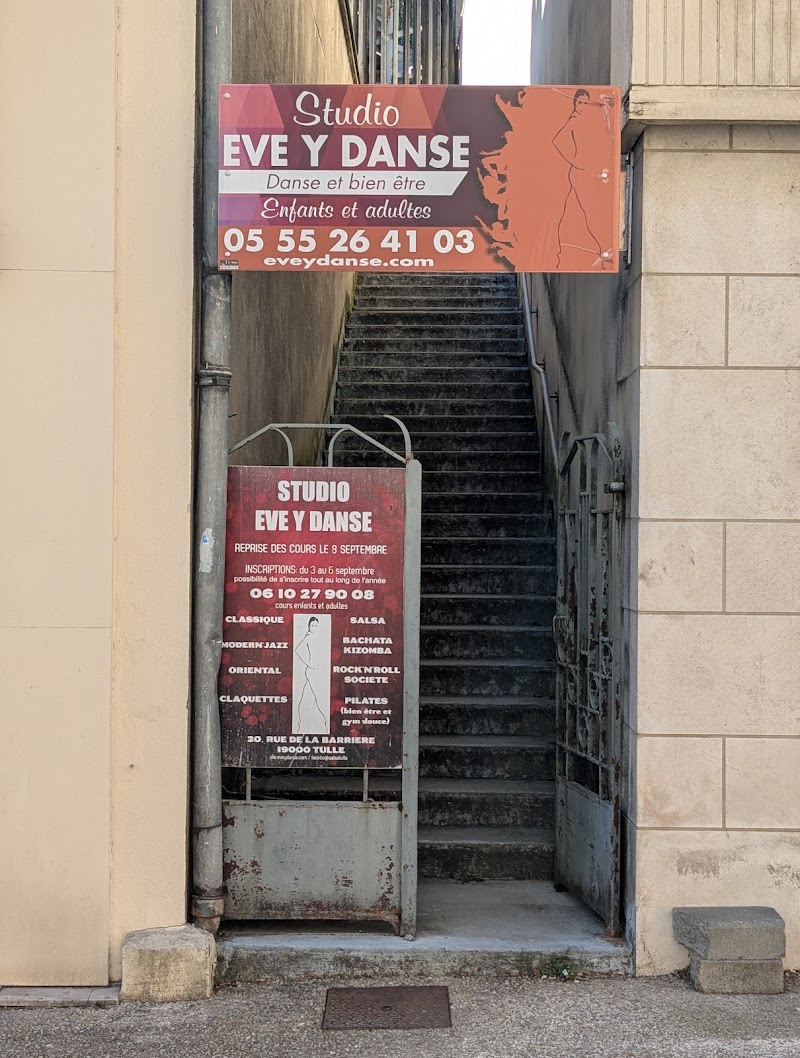 Studio
EVE Y DANSE
Danse et bien être
Enfants et adultes
05 55 26 41 03
eveydanse.com
STUDIO
EVE Y DANSE
REPRISE DES COURS LE 9 SEPTEMBRE
INSCRIPTIONS: du 3 au 6 septembre
possibilité de s'inscrire tout au long de l'année
06 10 27 90 08
cours enfants et adultes
CLASSIQUE
MODERN'JAZZ
ORIENTAL
CLAQUETTES
SALSA
BACHATA
KIZOMBA
ROCK'N'ROLL
SOCIETE
PILATES
(bien être et
gym douce)
30, RUE DE LA BARRIERE
19000 TULLE